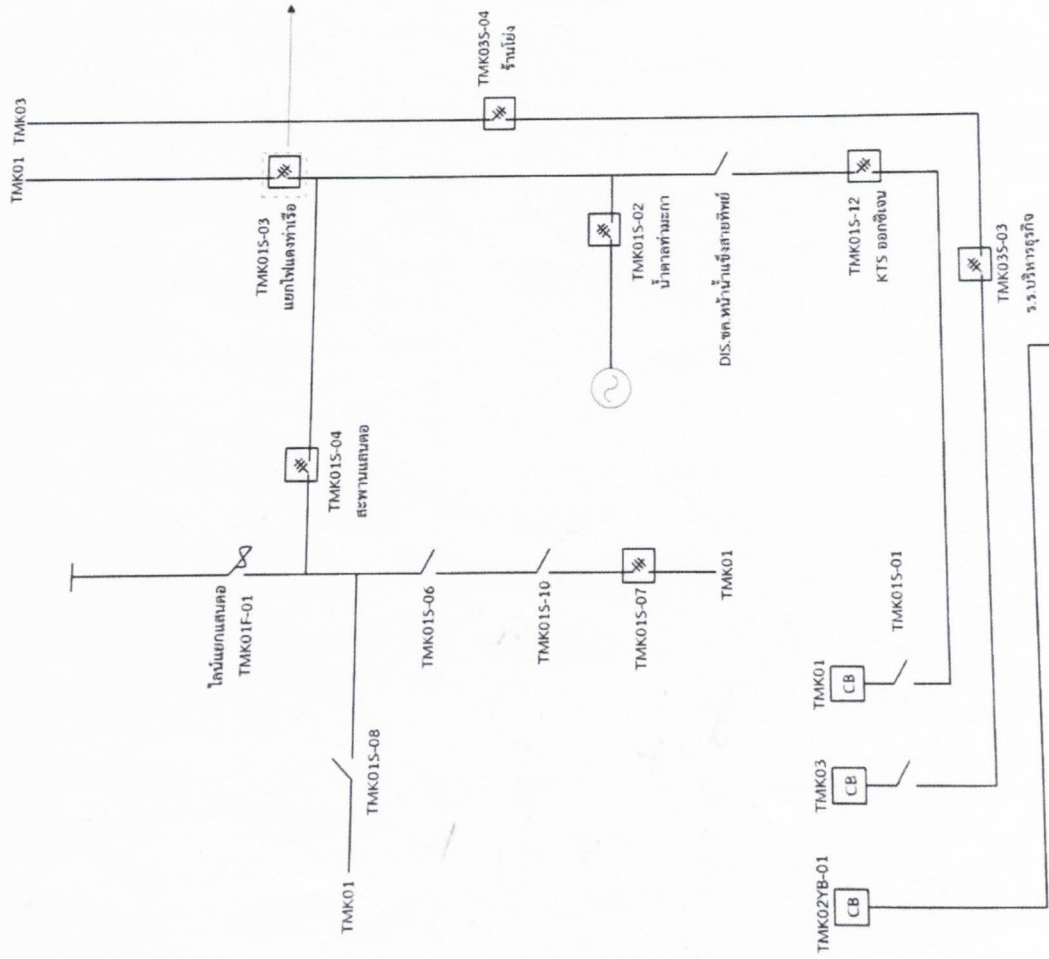 TMK01
TMK03
TMK01S-03
แยกไฟแดงท่าเรือ
TMK03S-04
ร้านโย่ง
TMK01S-04
สะพานแสนตอ
TMK01S-02
น้ำตาลท่ามะกา
DIS.ชค.หน้าน้ำแข็งสายทิพย์
TMK01S-12
KTS ออกซิเจน
TMK03S-03
ร.ร.บริหารธุรกิจ
ไลน์แยกแสนตอ
TMK01F-01
TMK01S-06
TMK01S-10
TMK01S-07
TMK01
TMK01S-08
TMK01
TMK01
CB
TMK01S-01
TMK03
CB
TMK02YB-01
CB